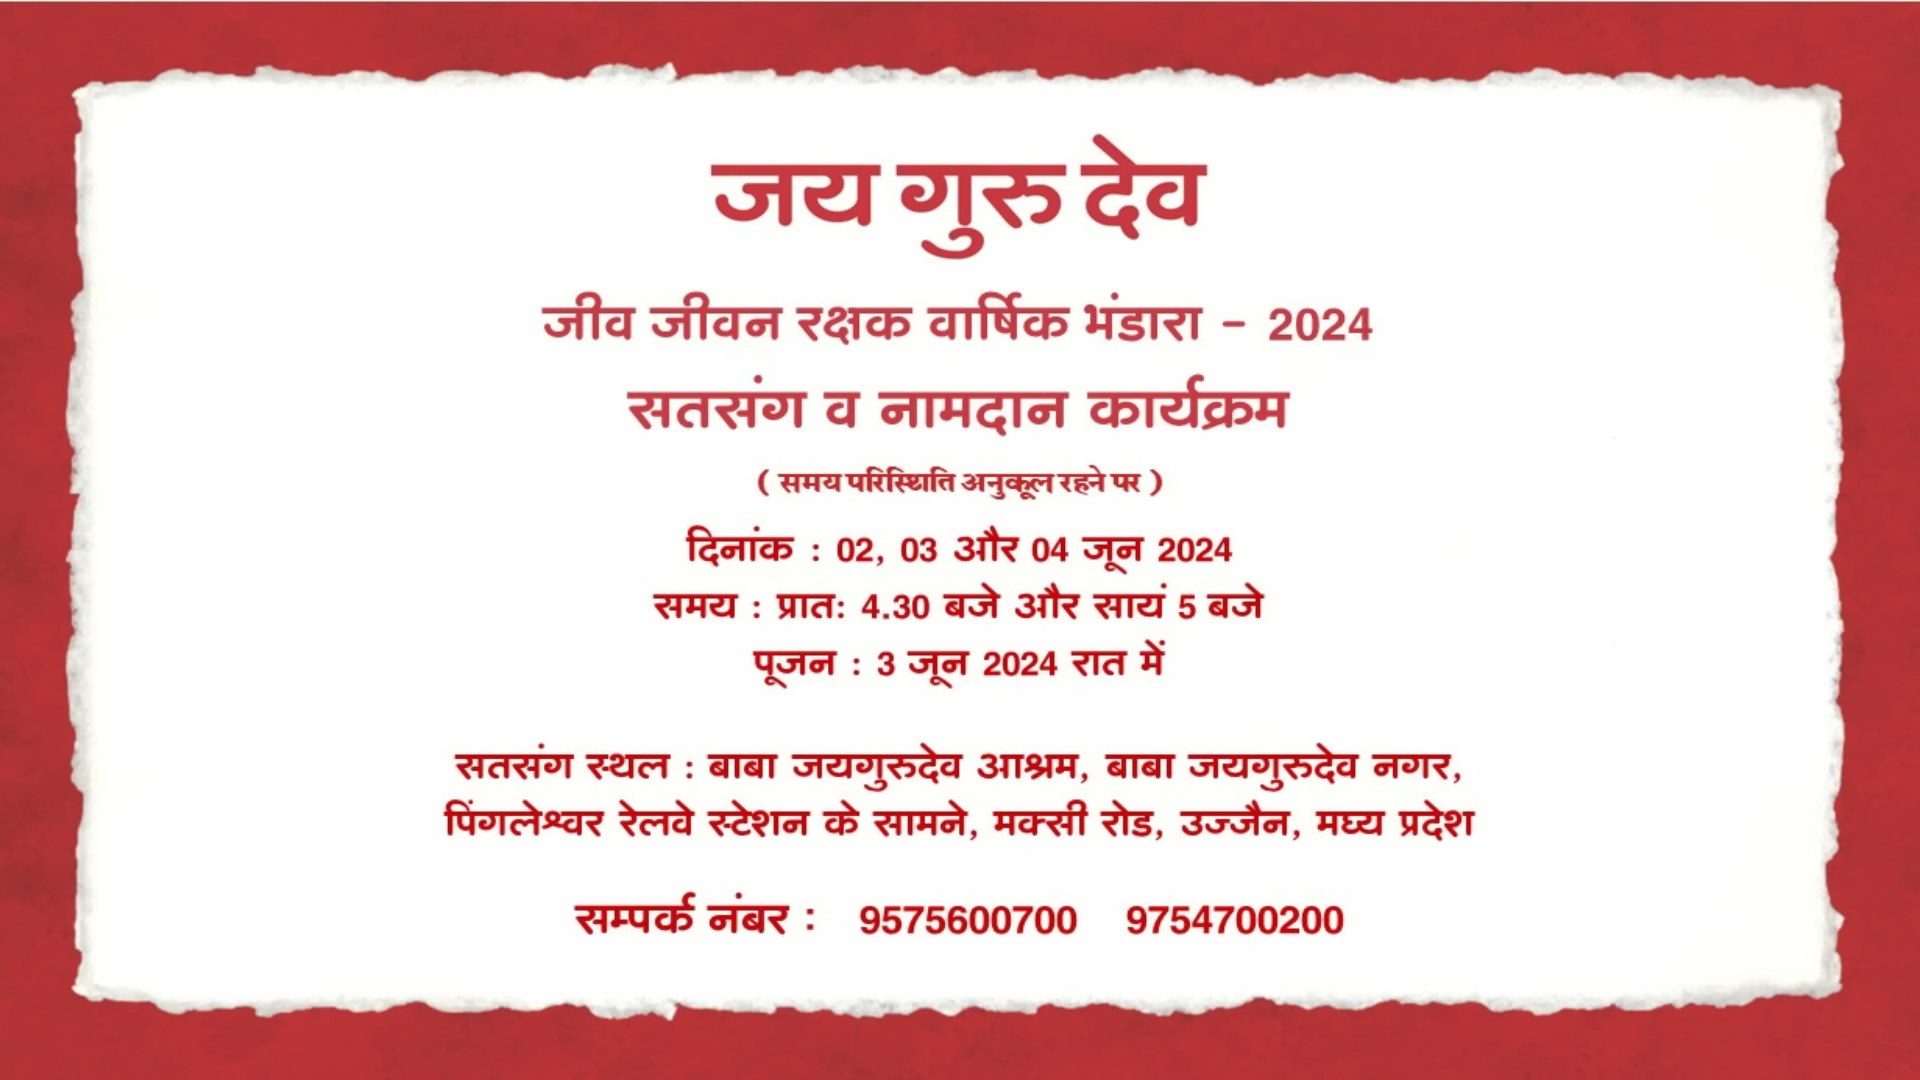 जय गुरु देव
जीव जीवन रक्षक वार्षिक भंडारा - 2024
सतसंग व नामदान कार्यक्रम
( समय परिस्थिति अनुकूल रहने पर )
दिनांक : 02, 03 और 04 जून 2024
समय : प्रात: 4.30 बजे और सायं 5 बजे
पूजन : 3 जून 2024 रात में
सतसंग स्थल : बाबा जयगुरुदेव आश्रम, बाबा जयगुरुदेव नगर,
पिंगलेश्वर रेलवे स्टेशन के सामने, मक्सी रोड, उज्जैन, मघ्य प्रदेश
सम्पर्क नंबर : 9575600700 9754700200